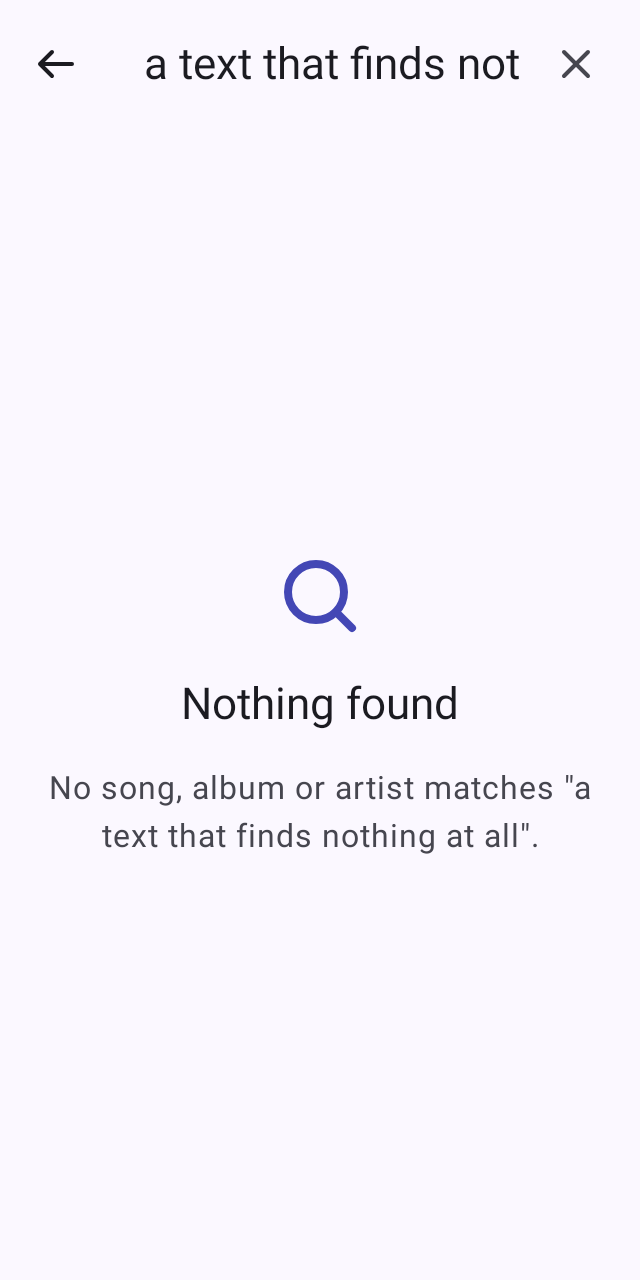 a text that finds not
Nothing found
No song, album or artist matches "a
text that finds nothing at all".